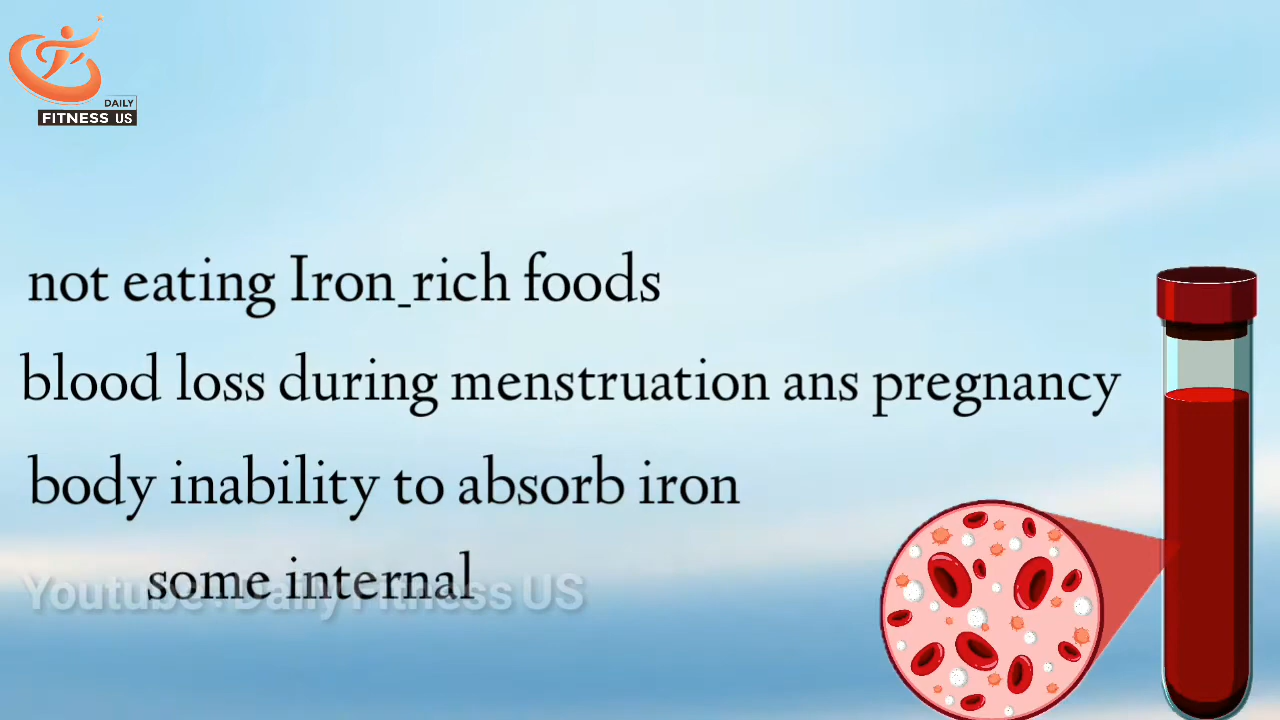 DAILY
FITNESS US
not eating Iron_rich foods
blood loss during menstruation ans pregnancy
body inability to absorb iron
some internal
Youtube : Daily Fitness US